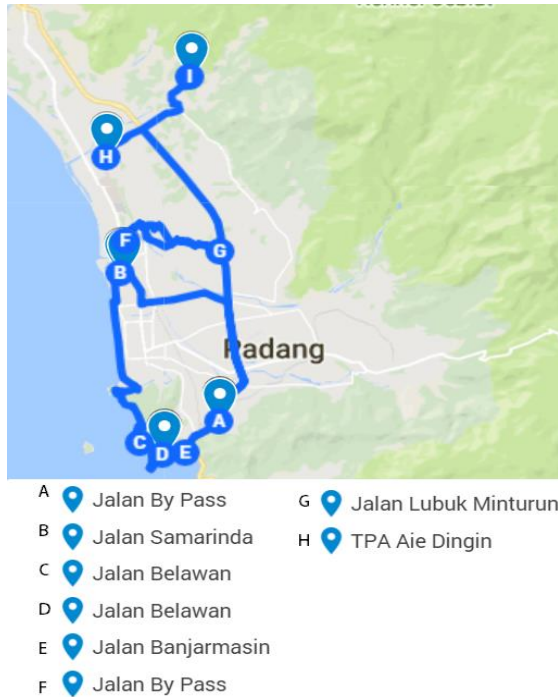 I
H
F
B
G
Padang
A
C
D
E
A Jalan By Pass
B Jalan Samarinda
C Jalan Belawan
D Jalan Belawan
E Jalan Banjarmasin
F Jalan By Pass
G Jalan Lubuk Minturun
H TPA Aie Dingin